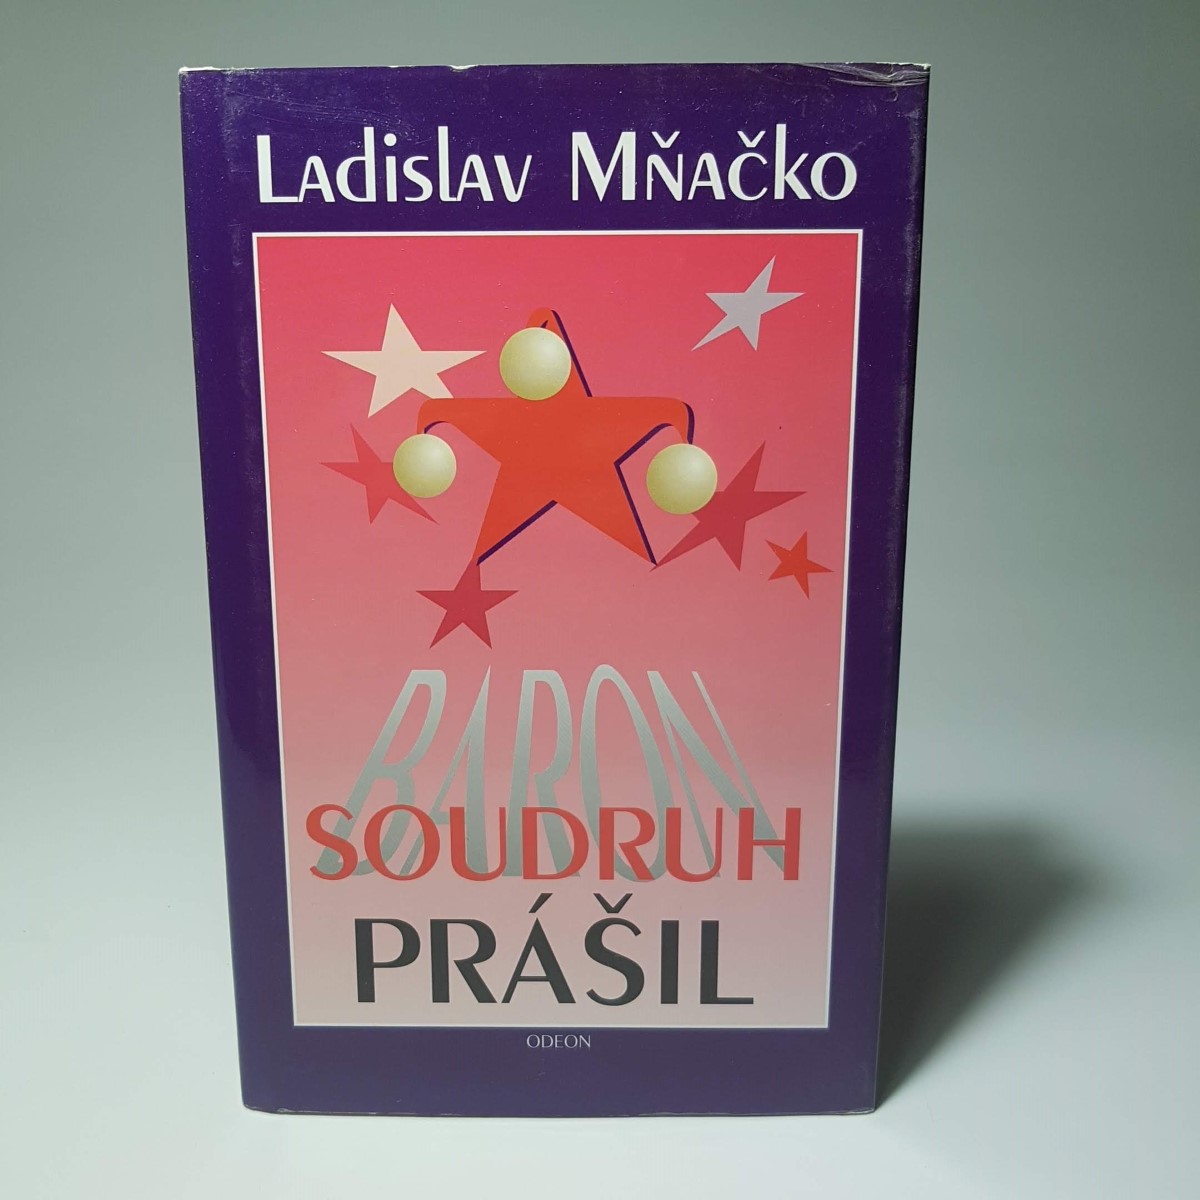 Ladislav Mňačko
BARON
SOUDRUH
PRÁŠIL
ODEON